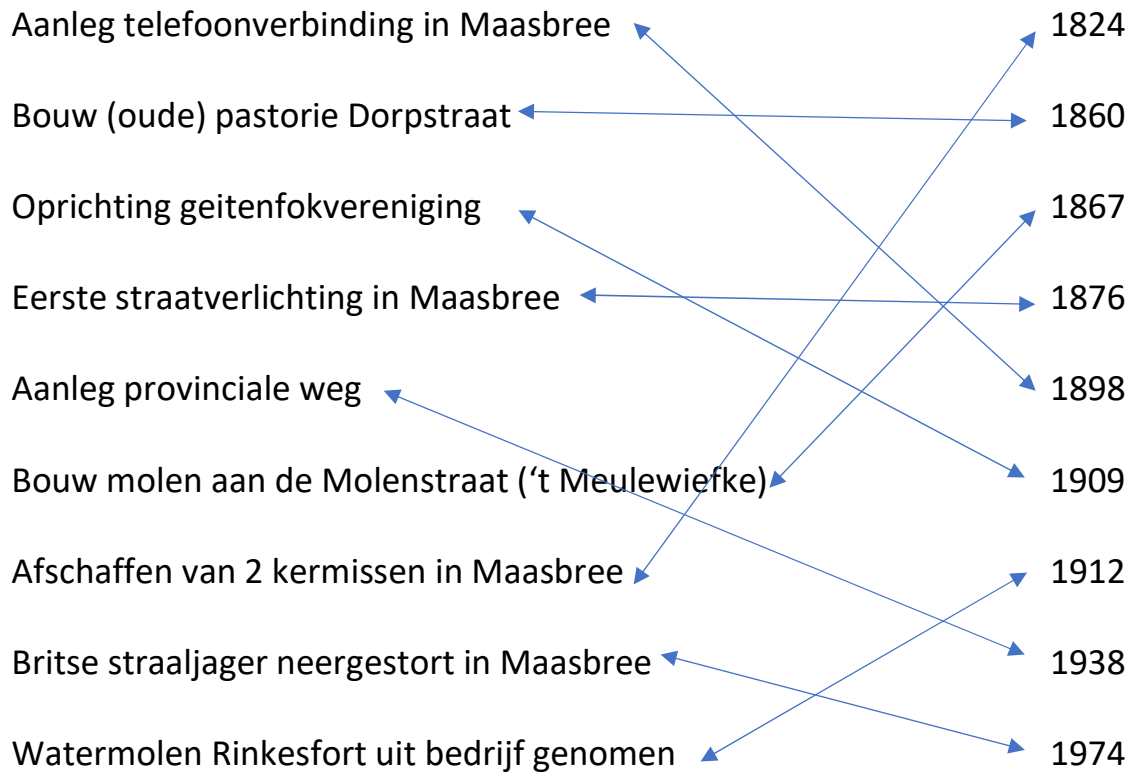 Aanleg telefoonverbinding in Maasbree 1824
Bouw (oude) pastorie Dorpstraat 1860
Oprichting geitenfokvereniging 1867
Eerste straatverlichting in Maasbree 1876
Aanleg provinciale weg 1898
Bouw molen aan de Molenstraat (‘t Meulewiefke) 1909
Afschaffen van 2 kermissen in Maasbree 1912
Britse straaljager neergestort in Maasbree 1938
Watermolen Rinkesfort uit bedrijf genomen 1974